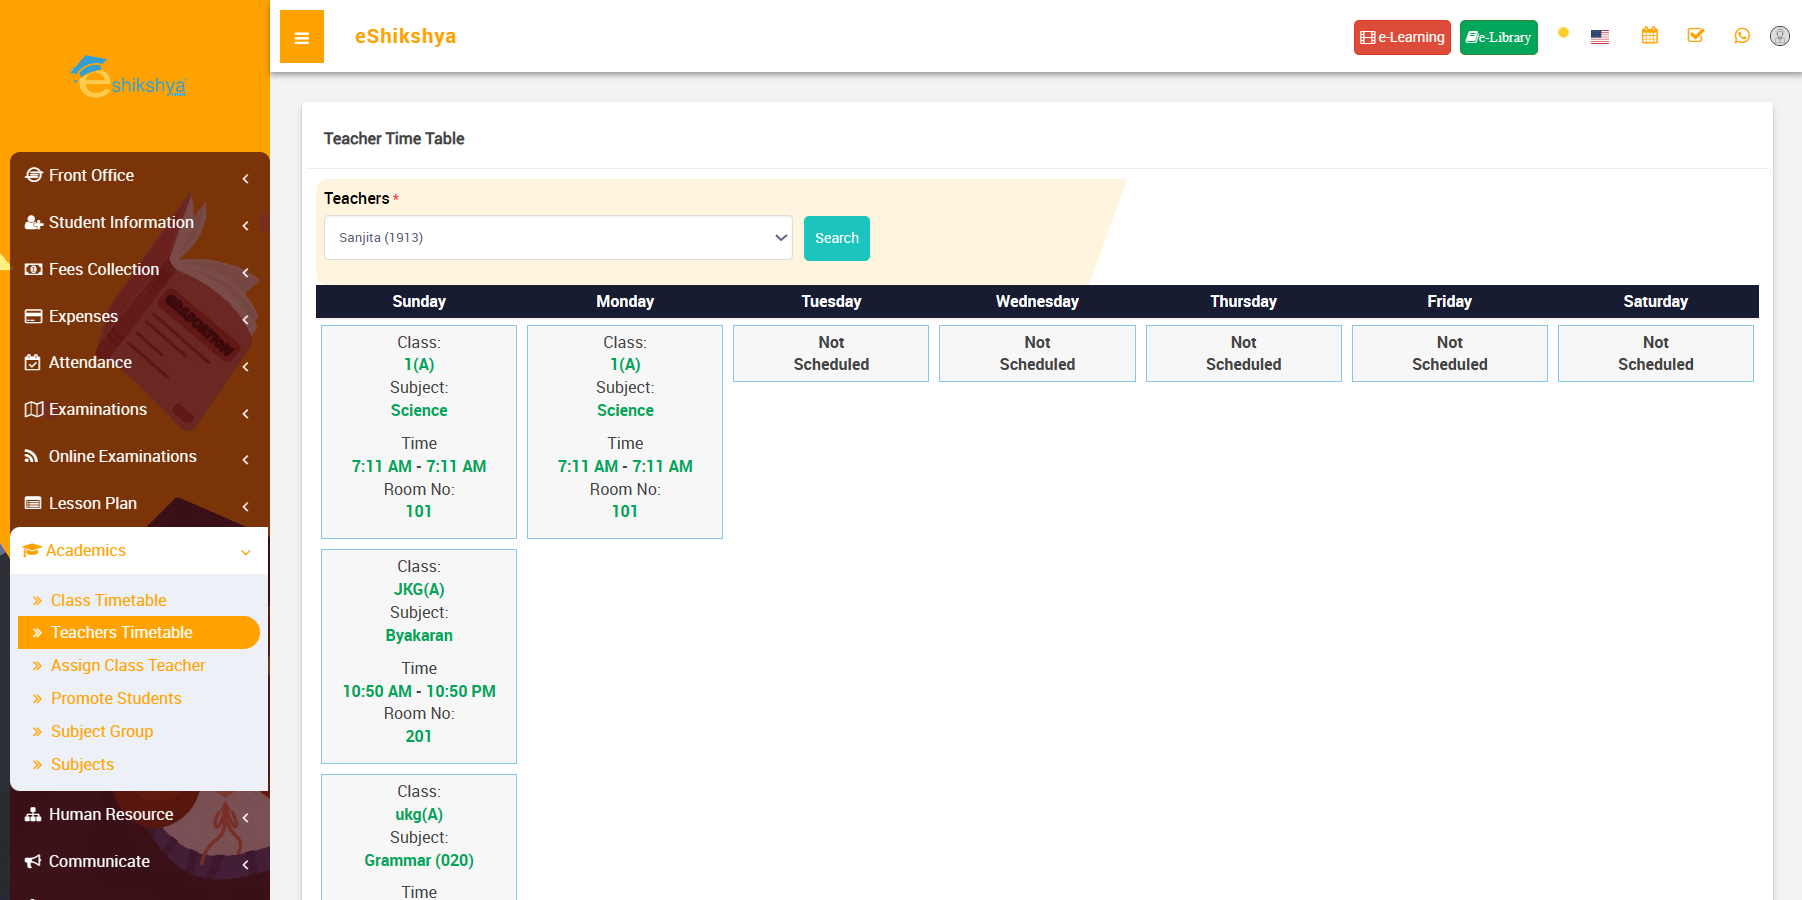 eshikshya
Front Office
Student Information
Fees Collection
Expenses
Attendance
Examinations
Online Examinations
Lesson Plan
Academics
Class Timetable
Teachers Timetable
Assign Class Teacher
Promote Students
Subject Group
Subjects
Human Resource
Communicate
GRADUATION
eShikshya
e-Learning
e-Library
Teacher Time Table
Teachers *
Sanjita (1913)
Search
Sunday Monday Tuesday Wednesday Thursday Friday Saturday
Class:
1(A)
Subject:
Science
Time
7:11 AM - 7:11 AM
Room No:
101
Class:
JKG(A)
Subject:
Byakaran
Time
10:50 AM - 10:50 PM
Room No:
201
Class:
ukg(A)
Subject:
Grammar (020)
Time
Class:
1(A)
Subject:
Science
Time
7:11 AM - 7:11 AM
Room No:
101
Not
Scheduled
Not
Scheduled
Not
Scheduled
Not
Scheduled
Not
Scheduled